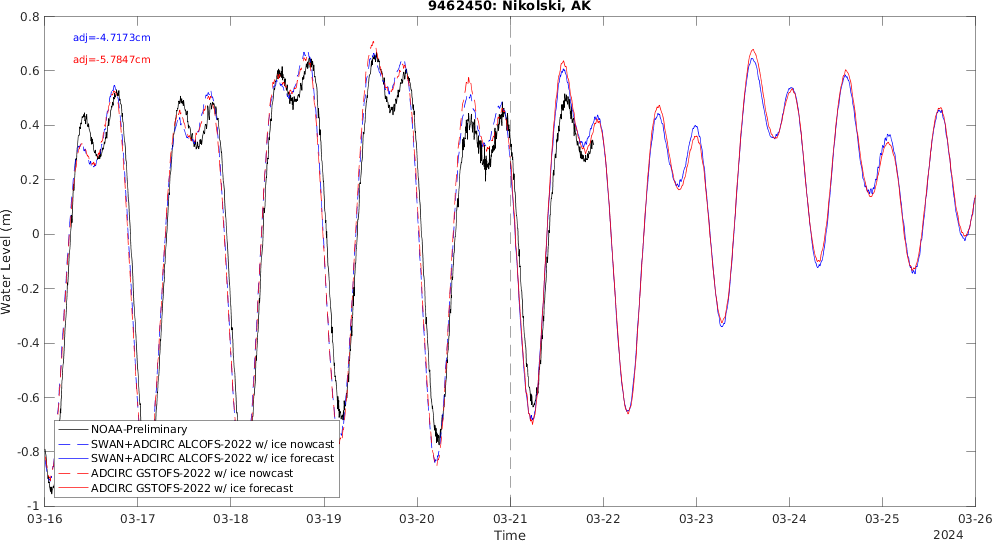 9462450: Nikolski, AK
adj=-4.7173cm
adj=-5.7847cm
Water Level (m)
0.8
0.6
0.4
0.2
0
-0.2
-0.4
-0.6
-0.8
-1
NOAA-Preliminary
SWAN+ADCIRC ALCOFS-2022 w/ ice nowcast
SWAN+ADCIRC ALCOFS-2022 w/ ice forecast
ADCIRC GSTOFS-2022 w/ ice nowcast
ADCIRC GSTOFS-2022 w/ ice forecast
03-16 03-17 03-18 03-19 03-20 03-21 03-22 03-23 03-24 03-25 03-26
Time
2024